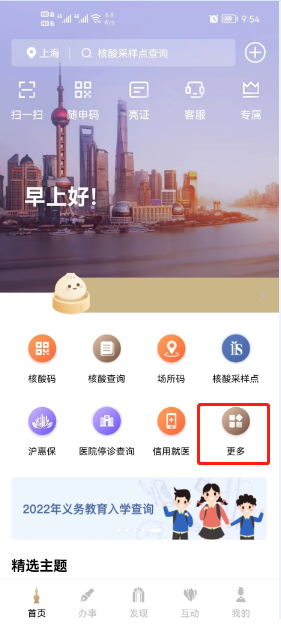 9:54
上海 核酸采样点查询
扫一扫 随申码 亮证 客服 专属
早上好!
核酸码 核酸查询 场所码 核酸采样点
沪惠保 医院停诊查询 信用就医 更多
2022年义务教育入学查询
精选主题
首页 办事 发现 互动 我的